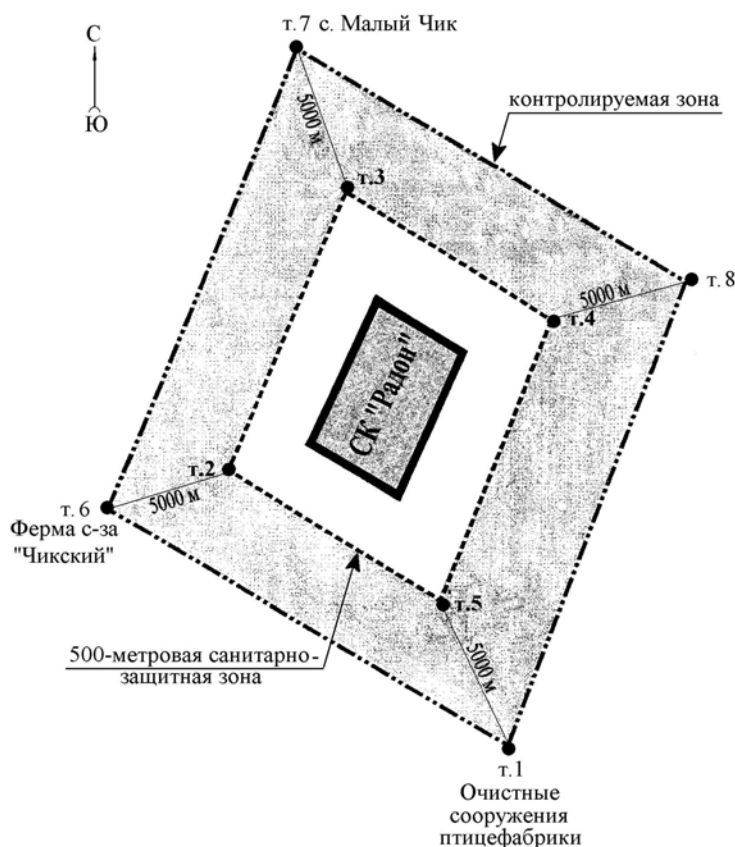 т.7 с. Малый Чик
С
Ю
контролируемая зона
5000 м
т.3
т. 8
5000 м
т.4
СК "Радон"
т.2
5000 м
т. 6
Ферма с-за
"Чикский"
т.5
500-метровая санитарно-
защитная зона
5000 м
т.1
Очистные
сооружения
птицефабрики